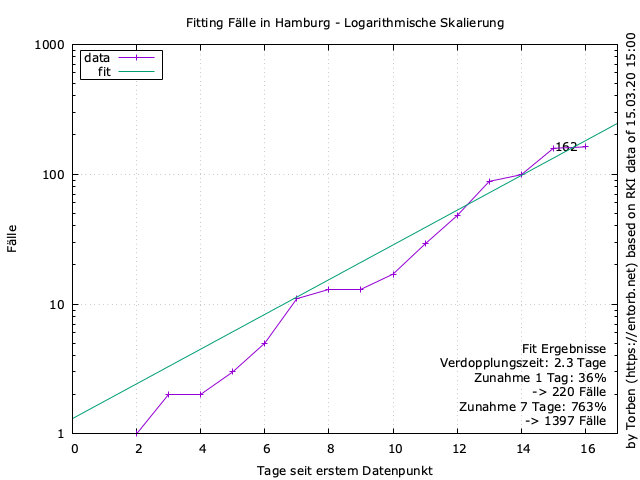 Fitting Fälle in Hamburg - Logarithmische Skalierung
1000
100
10
1
Fälle
data
fit
162
Fit Ergebnisse
Verdopplungszeit: 2.3 Tage
Zunahme 1 Tag: 36%
-> 220 Fälle
Zunahme 7 Tage: 763%
-> 1397 Fälle
0 2 4 6 8 10 12 14 16
Tage seit erstem Datenpunkt
by Torben (https://entorb.net) based on RKI data of 15.03.20 15:00